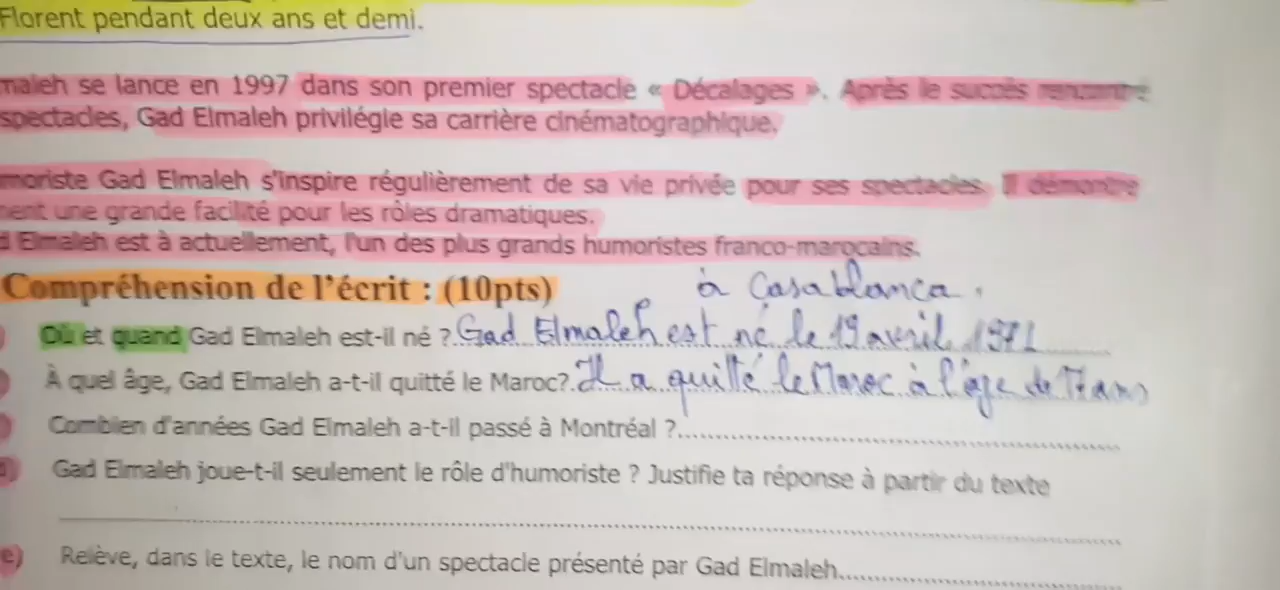 Florent pendant deux ans et demi.
maleh se lance en 1997 dans son premier spectacle « Décalages ». Après le succès rencontré
spectacles, Gad Elmaleh privilégie sa carrière cinématographique.
moriste Gad Elmaleh s'inspire régulièrement de sa vie privée pour ses spectacles. Il démontre
ment une grande facilité pour les rôles dramatiques.
d Elmaleh est à actuellement, l'un des plus grands humoristes franco-marocains.
Compréhension de l'écrit : (10pts)
à Casablanca.
Où et quand Gad Elmaleh est-il né ? Gad Elmaleh est né le 19 avril 1971
À quel âge, Gad Elmaleh a-t-il quitté le Maroc?. Il a quitté le Maroc à l'age de 17 ans
Combien d'années Gad Elmaleh a-t-il passé à Montréal ?
Gad Elmaleh joue-t-il seulement le rôle d'humoriste ? Justifie ta réponse à partir du texte
e) Relève, dans le texte, le nom d'un spectacle présenté par Gad Elmaleh